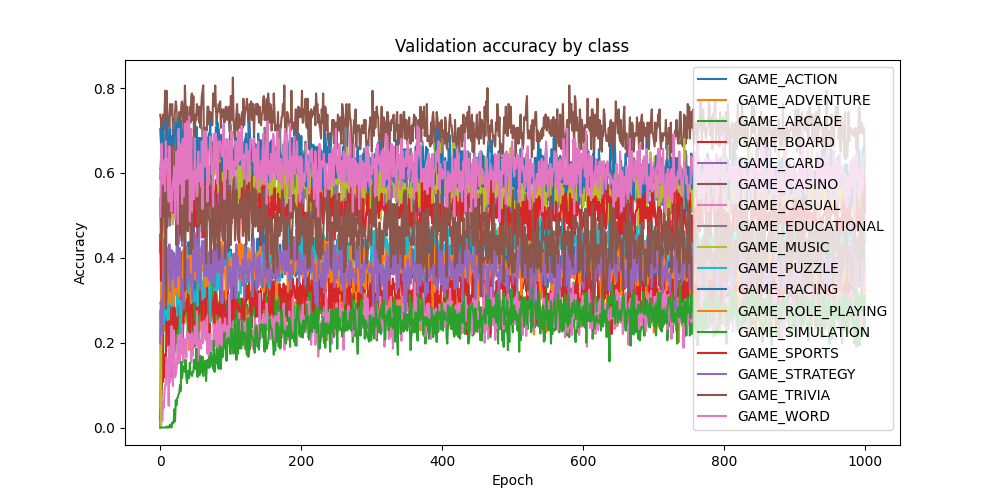 Validation accuracy by class
Accuracy
0.8
0.6
0.4
0.2
0.0
GAME_ACTION
GAME_ADVENTURE
GAME_ARCADE
GAME_BOARD
GAME_CARD
GAME_CASINO
GAME_CASUAL
GAME_EDUCATIONAL
GAME_MUSIC
GAME_PUZZLE
GAME_RACING
GAME_ROLE_PLAYING
GAME_SIMULATION
GAME_SPORTS
GAME_STRATEGY
GAME_TRIVIA
GAME_WORD
0 200 400 600 800 1000
Epoch